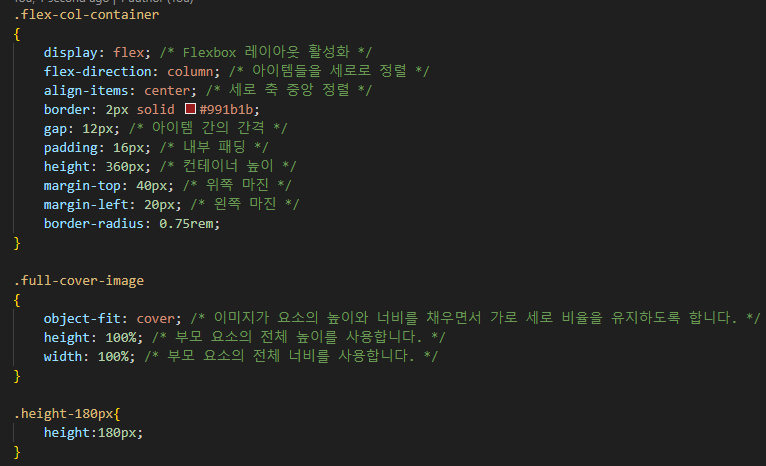 .flex-col-container
{
    display: flex; /* Flexbox 레이아웃 활성화 */
    flex-direction: column; /* 아이템들을 세로로 정렬 */
    align-items: center; /* 세로 축 중앙 정렬 */
    border: 2px solid #991b1b;
    gap: 12px; /* 아이템 간의 간격 */
    padding: 16px; /* 내부 패딩 */
    height: 360px; /* 컨테이너 높이 */
    margin-top: 40px; /* 위쪽 마진 */
    margin-left: 20px; /* 왼쪽 마진 */
    border-radius: 0.75rem;
}

.full-cover-image
{
    object-fit: cover; /* 이미지가 요소의 높이와 너비를 채우면서 가로 세로 비율을 유지하도록 합니다. */
    height: 100%; /* 부모 요소의 전체 높이를 사용합니다. */
    width: 100%; /* 부모 요소의 전체 너비를 사용합니다. */
}

.height-180px{
    height:180px;
}